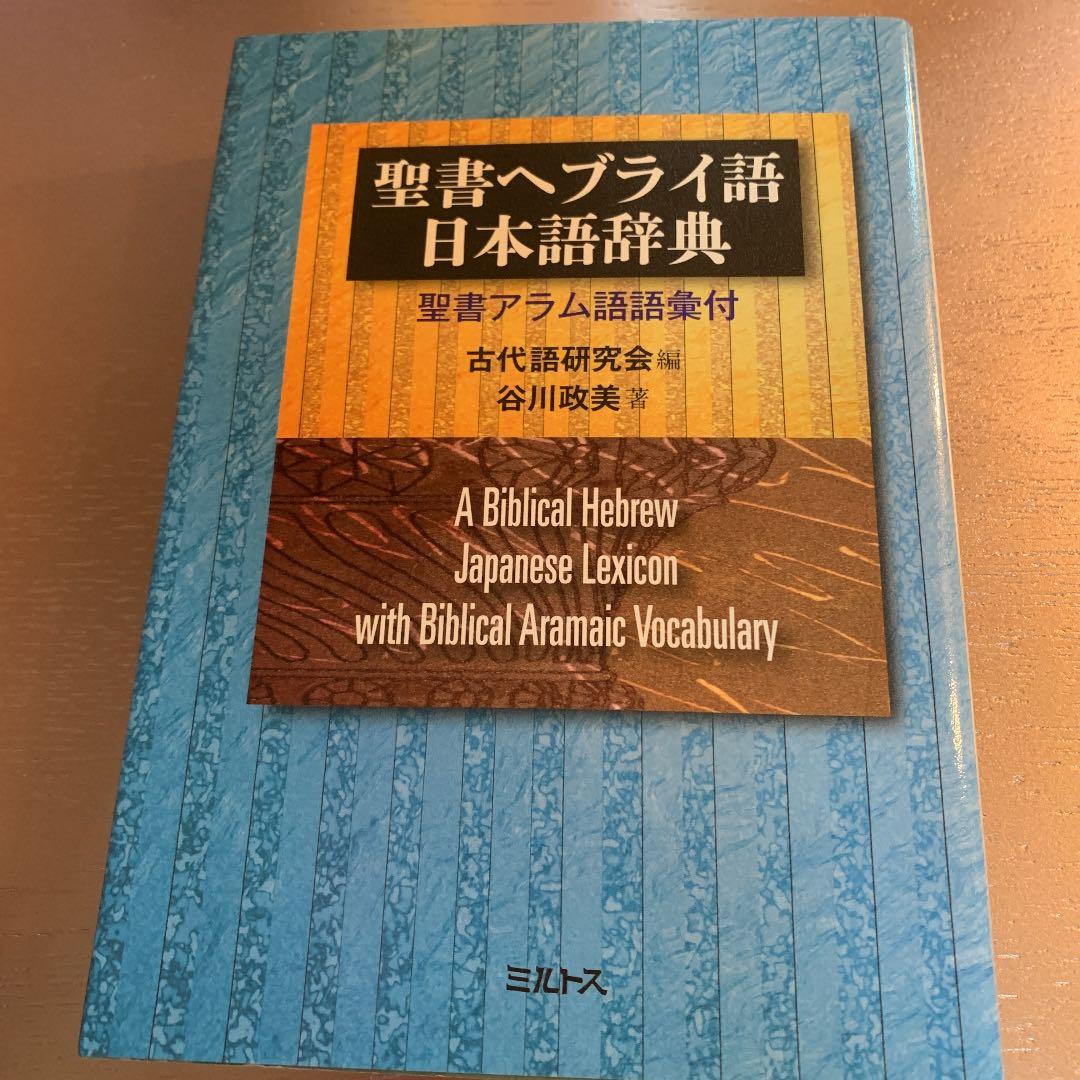 聖書ヘブライ語
日本語辞典
聖書アラム語語彙付
古代語研究会編
谷川政美著
A Biblical Hebrew
Japanese Lexicon
with Biblical Aramaic Vocabulary
ミルトス